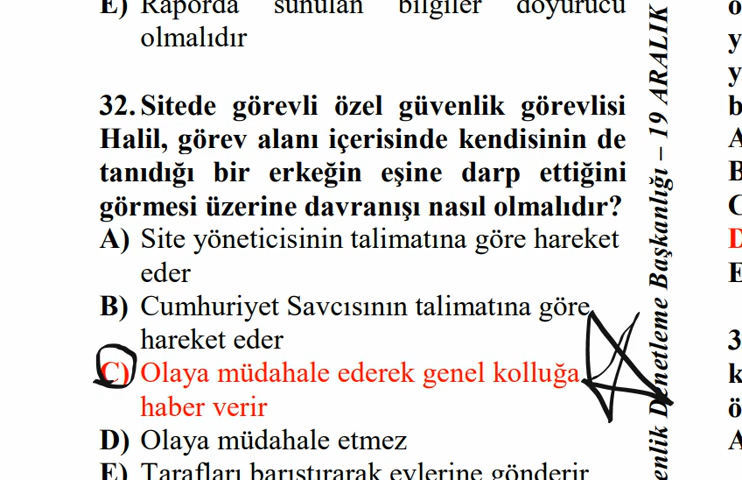 E) Raporda sunulan bilgiler doyurucu
olmalıdır
32. Sitede görevli özel güvenlik görevlisi
Halil, görev alanı içerisinde kendisinin de
tanıdığı bir erkeğin eşine darp ettiğini
görmesi üzerine davranışı nasıl olmalıdır?
A) Site yöneticisinin talimatına göre hareket
eder
B) Cumhuriyet Savcısının talimatına göre
hareket eder
C) Olaya müdahale ederek genel kolluğa
haber verir
D) Olaya müdahale etmez
E) Tarafları barıştırarak evlerine gönderir
enlik Denetleme Başkanlığı – 19 ARALIK
y
y
b
A
B
C
D
E
3
k
ö
A